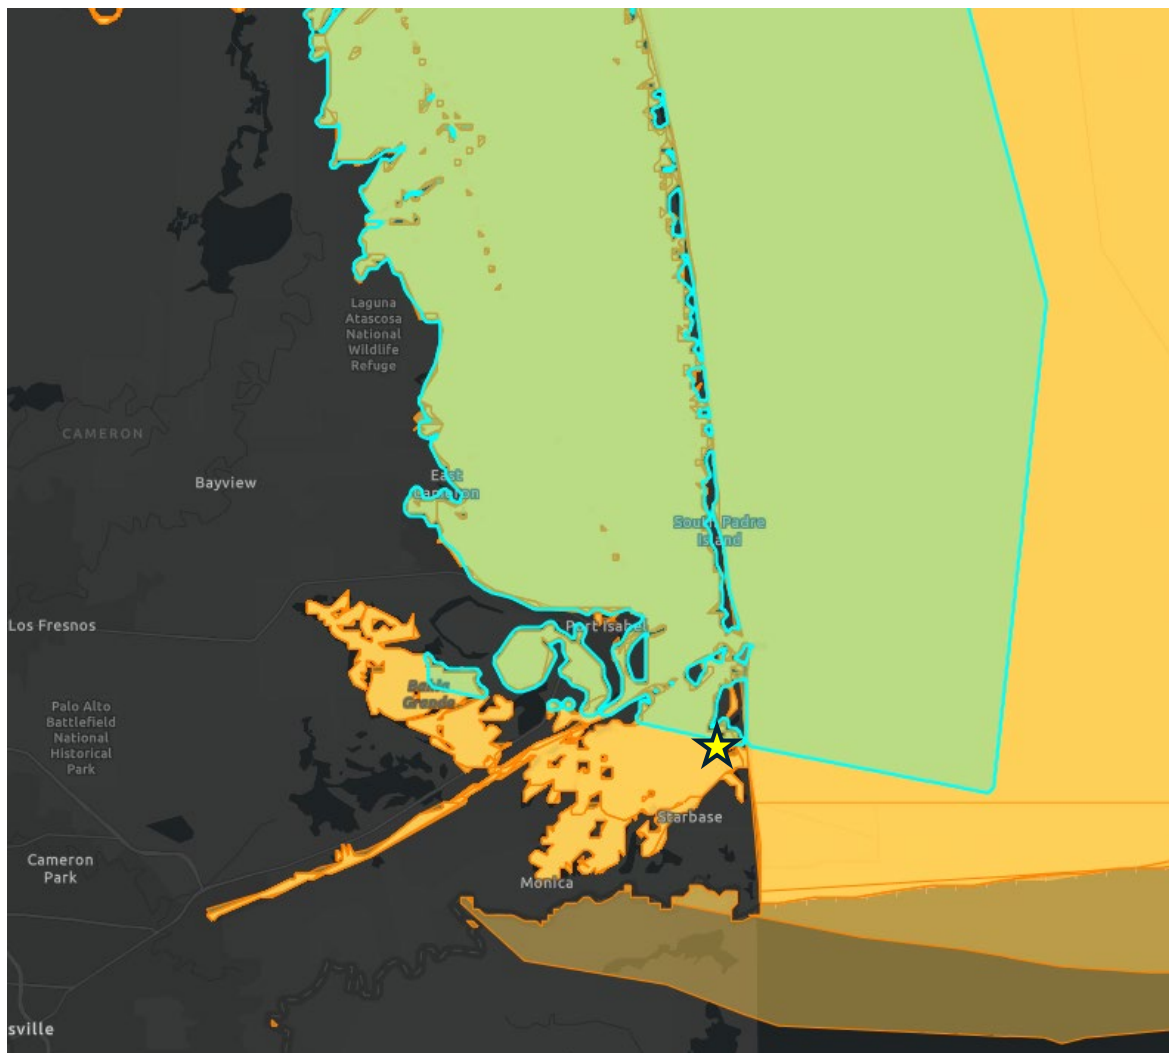 Laguna
Atascosa
National
Wildlife
Refuge
CAMERON
Bayview
East
Cameron
South Padre
Island
Los Fresnos
Port Isabel
Bahia
Grande
Palo Alto
Battlefield
National
Historical
Park
Starbase
Cameron
Park
Monica
sville